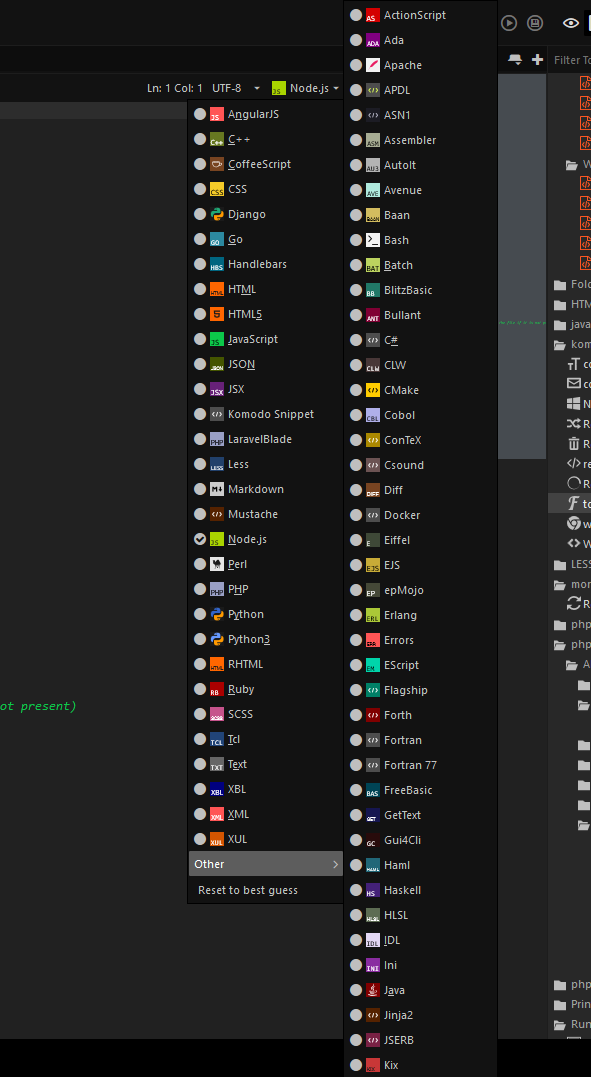 Ln: 1 Col: 1 UTF-8 Node.js
AngularJS
C++
CoffeeScript
CSS
Django
Go
Handlebars
HTML
HTML5
JavaScript
JSON
JSX
Komodo Snippet
LaravelBlade
Less
Markdown
Mustache
Node.js
Perl
PHP
Python
Python3
RHTML
Ruby
SCSS
Tcl
Text
XBL
XML
XUL
Other
Reset to best guess
ot present)
ActionScript
Ada
Apache
APDL
ASN1
Assembler
AutoIt
Avenue
Baan
Bash
Batch
BlitzBasic
Bullant
C#
CLW
CMake
Cobol
ConTeX
Csound
Diff
Docker
Eiffel
EJS
epMojo
Erlang
Errors
EScript
Flagship
Forth
Fortran
Fortran 77
FreeBasic
GetText
Gui4Cli
Haml
Haskell
HLSL
IDL
Ini
Java
Jinja2
JSERB
Kix
Filter To
W
Fold
HTM
java
kom
co
co
N
R
R
re
R
to
w
W
LESS
mor
R
php
php
A
php
Prin
Run